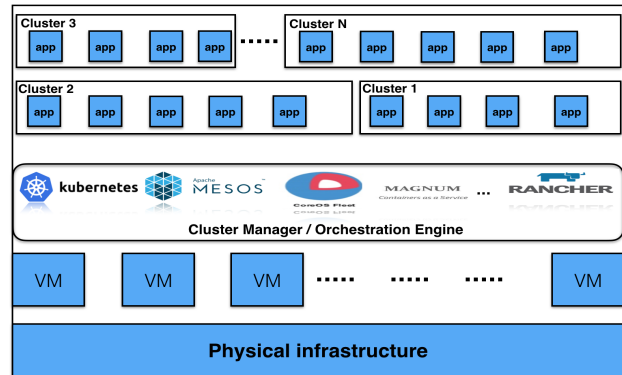 Cluster 3
Cluster N
app app app app ..... app app app app app
Cluster 2
Cluster 1
app app app app app app app app app
kubernetes Apache MESOS™ CoreOS Fleet MAGNUM Containers as a Service ... RANCHER
Cluster Manager / Orchestration Engine
VM VM VM ..... ..... ..... VM
Physical infrastructure